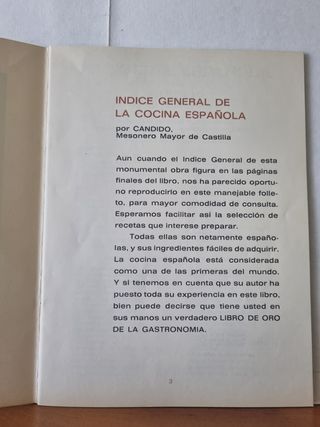 INDICE GENERAL DE
LA COCINA ESPAÑOLA
por CANDIDO,
Mesonero Mayor de Castilla
Aun cuando el Indice General de esta
monumental obra figura en las páginas
finales del libro, nos ha parecido oportu-
no reproducirlo en este manejable folle-
to, para mayor comodidad de consulta.
Esperamos facilitar así la selección de
recetas que interese preparar.
Todas ellas son netamente españo-
las, y sus ingredientes fáciles de adquirir.
La cocina española está considerada
como una de las primeras del mundo.
Y si tenemos en cuenta que su autor ha
puesto toda su experiencia en este libro,
bien puede decirse que tiene usted en
sus manos un verdadero LIBRO DE ORO
DE LA GASTRONOMIA.
3